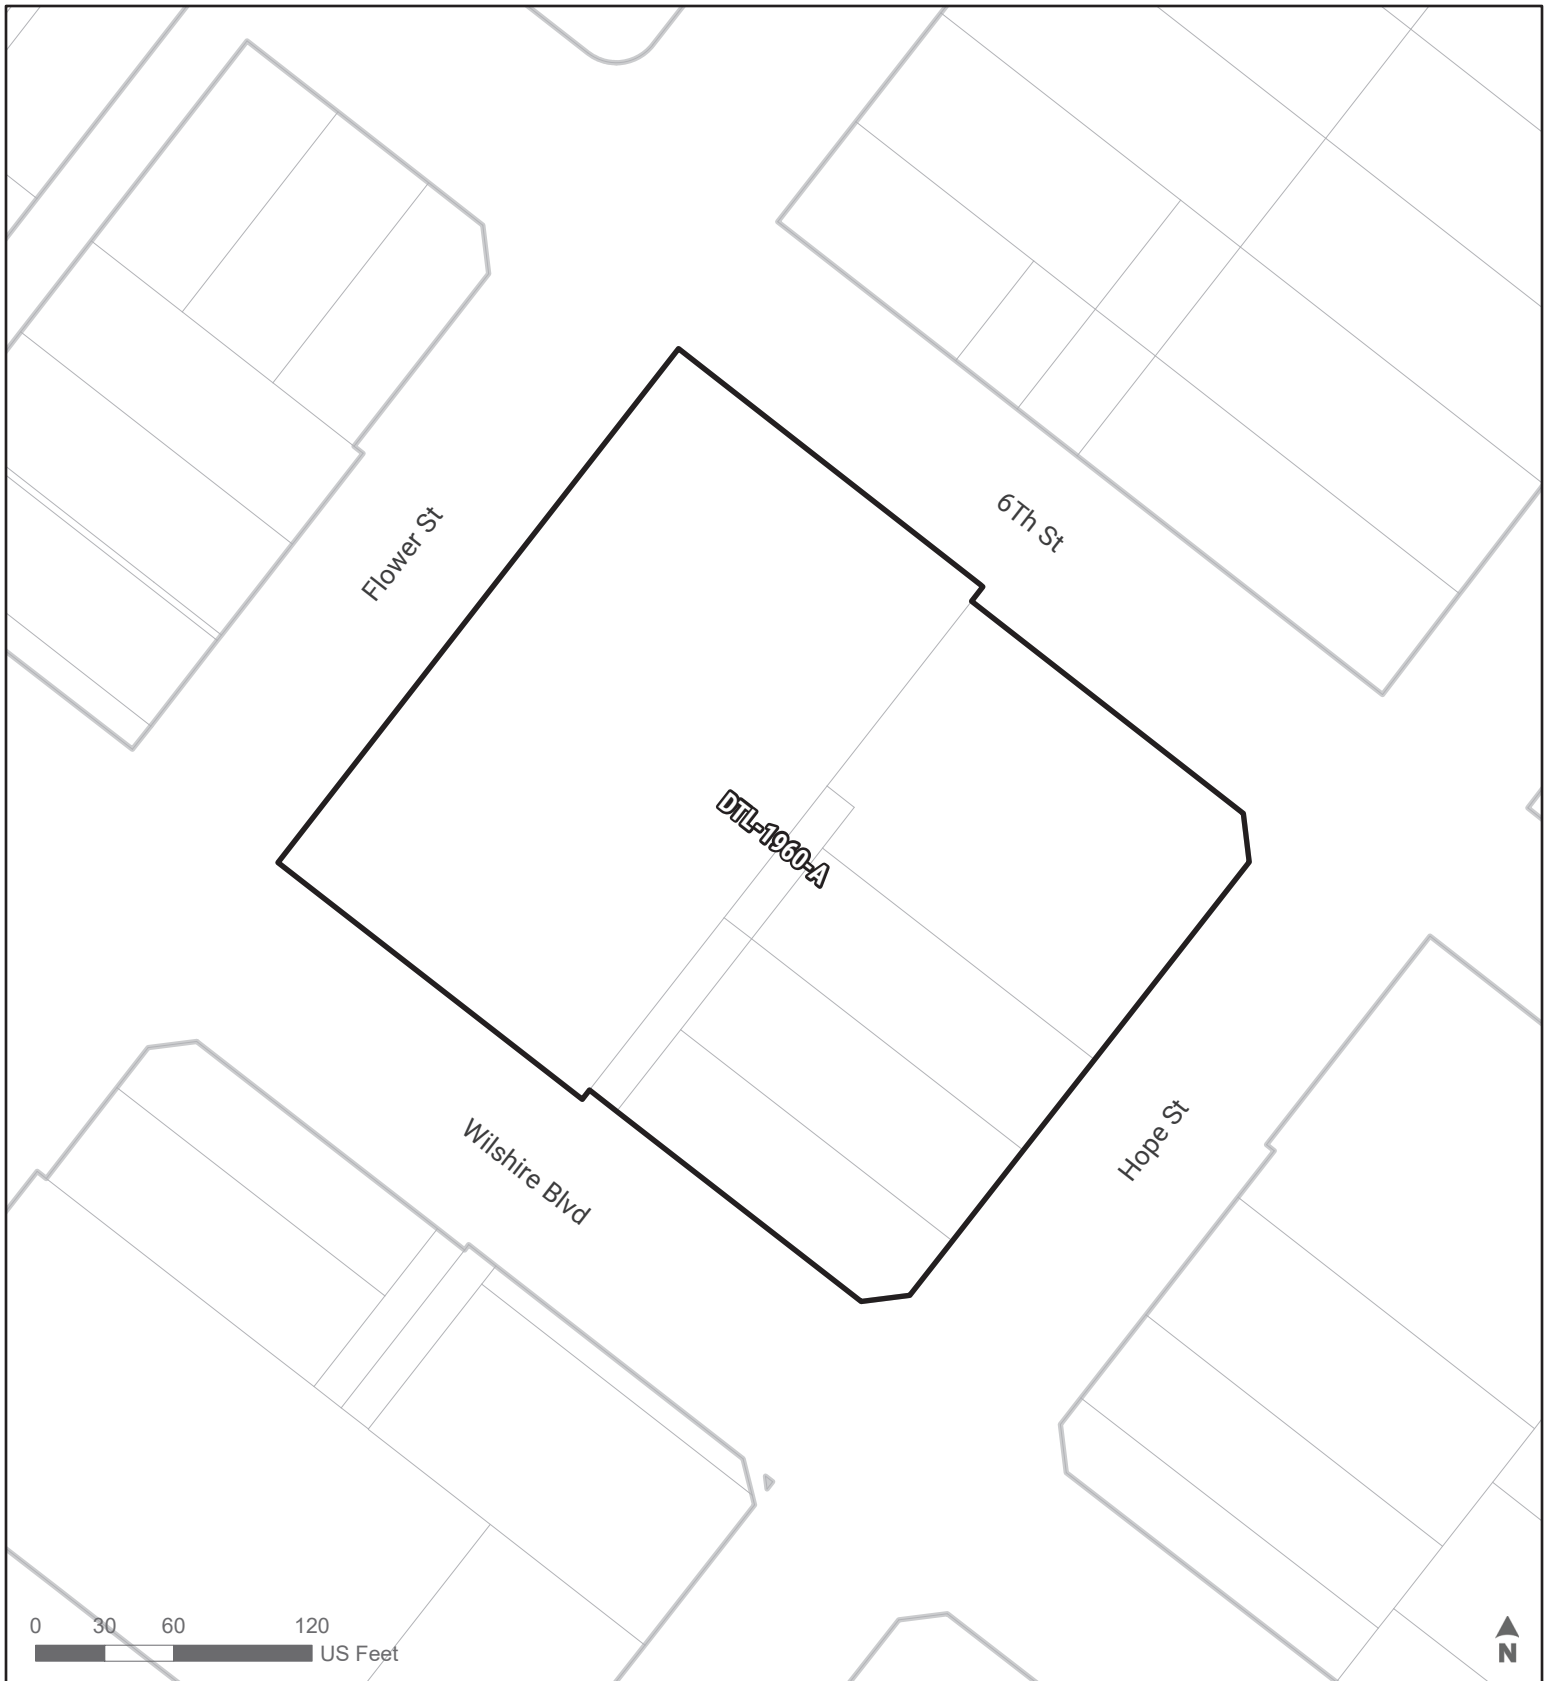 6Th St
Flower St
DTL-1960-A
Hope St
Wilshire Blvd
0 30 60 120
US Feet
N